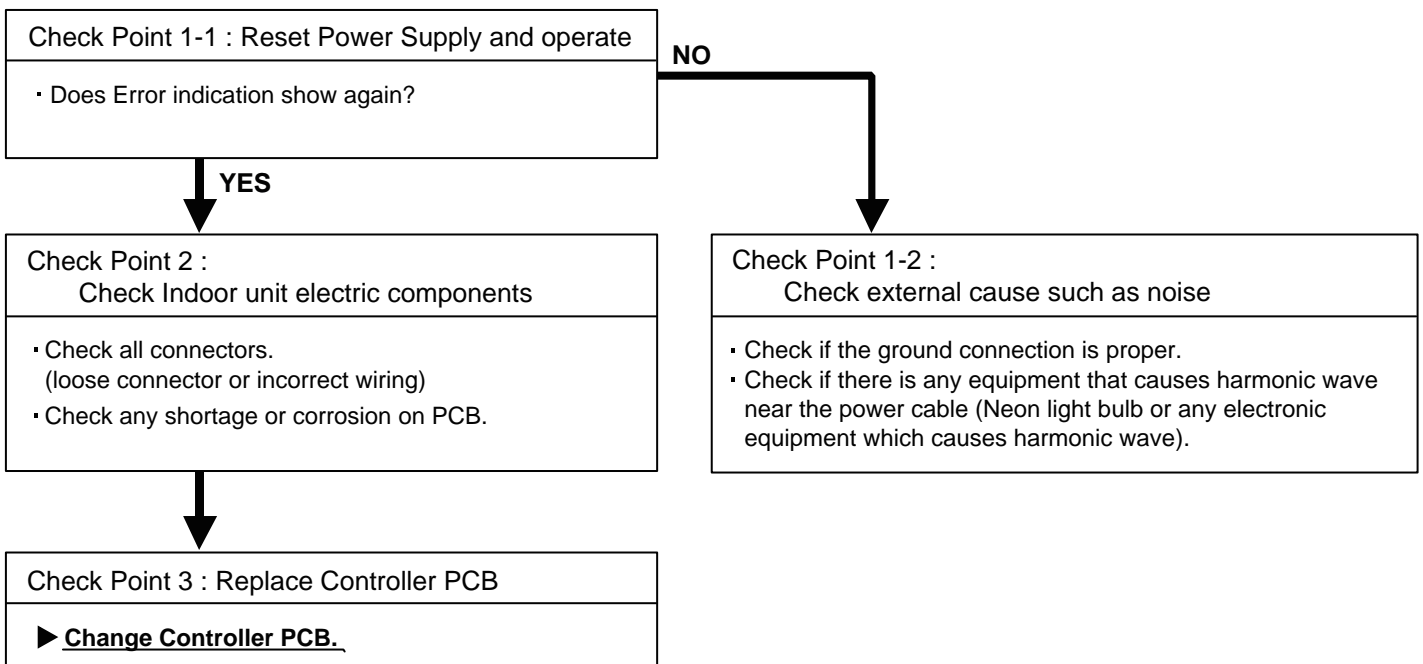 Check Point 1-1 : Reset Power Supply and operate
· Does Error indication show again?
NO
YES
Check Point 2 :
Check Indoor unit electric components
· Check all connectors.
(loose connector or incorrect wiring)
· Check any shortage or corrosion on PCB.
Check Point 1-2 :
Check external cause such as noise
· Check if the ground connection is proper.
· Check if there is any equipment that causes harmonic wave
near the power cable (Neon light bulb or any electronic
equipment which causes harmonic wave).
Check Point 3 : Replace Controller PCB
▶ Change Controller PCB.